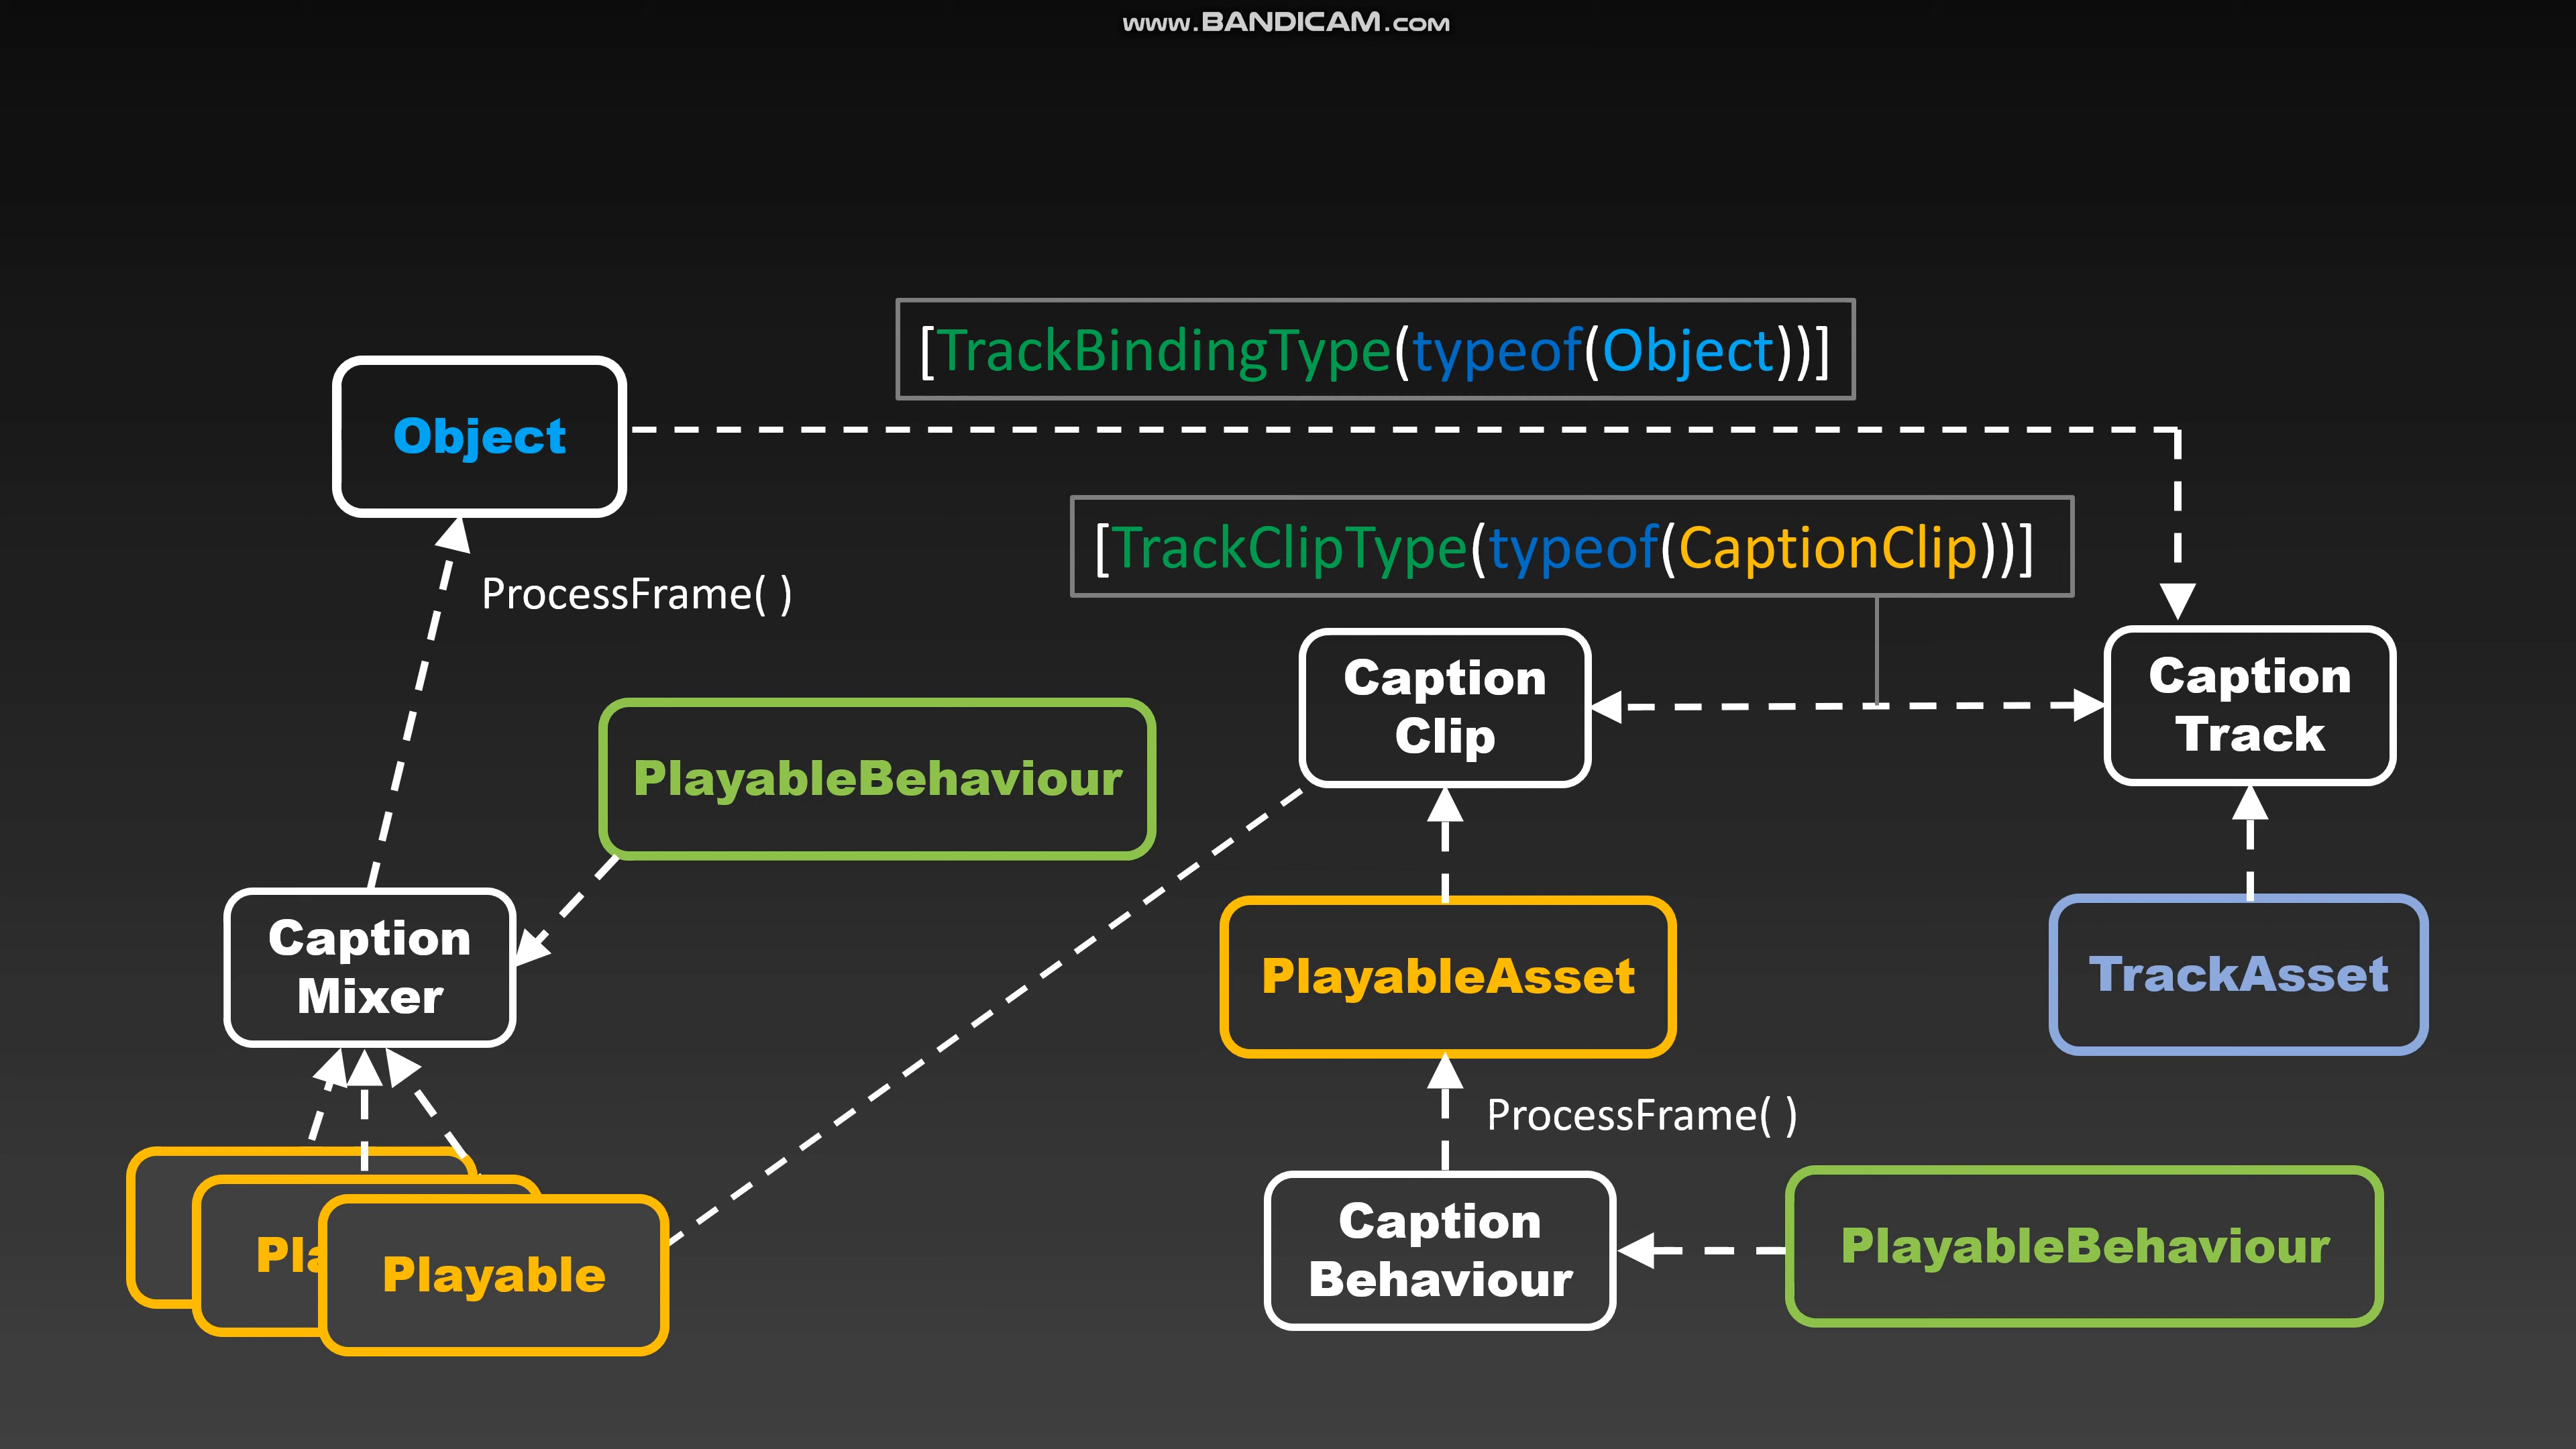 www.BANDICAM.com
[TrackBindingType(typeof(Object))]
Object
[TrackClipType(typeof(CaptionClip))]
ProcessFrame( )
Caption
Clip
Caption
Track
PlayableBehaviour
Caption
Mixer
PlayableAsset
TrackAsset
ProcessFrame( )
Pla
Playable
Caption
Behaviour
PlayableBehaviour